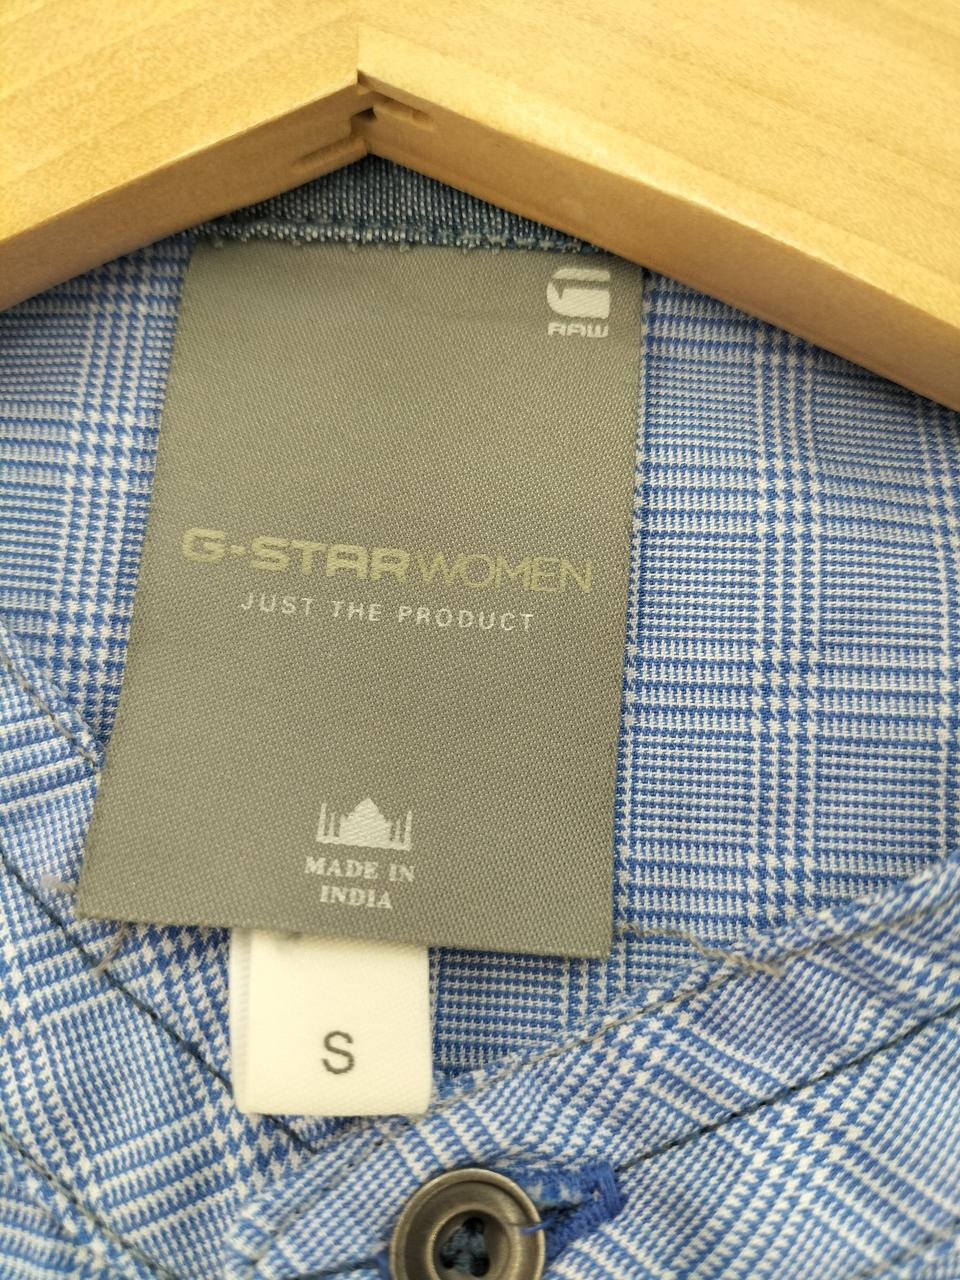 RAW
G-STARWOMEN
JUST THE PRODUCT
MADE IN
INDIA
S